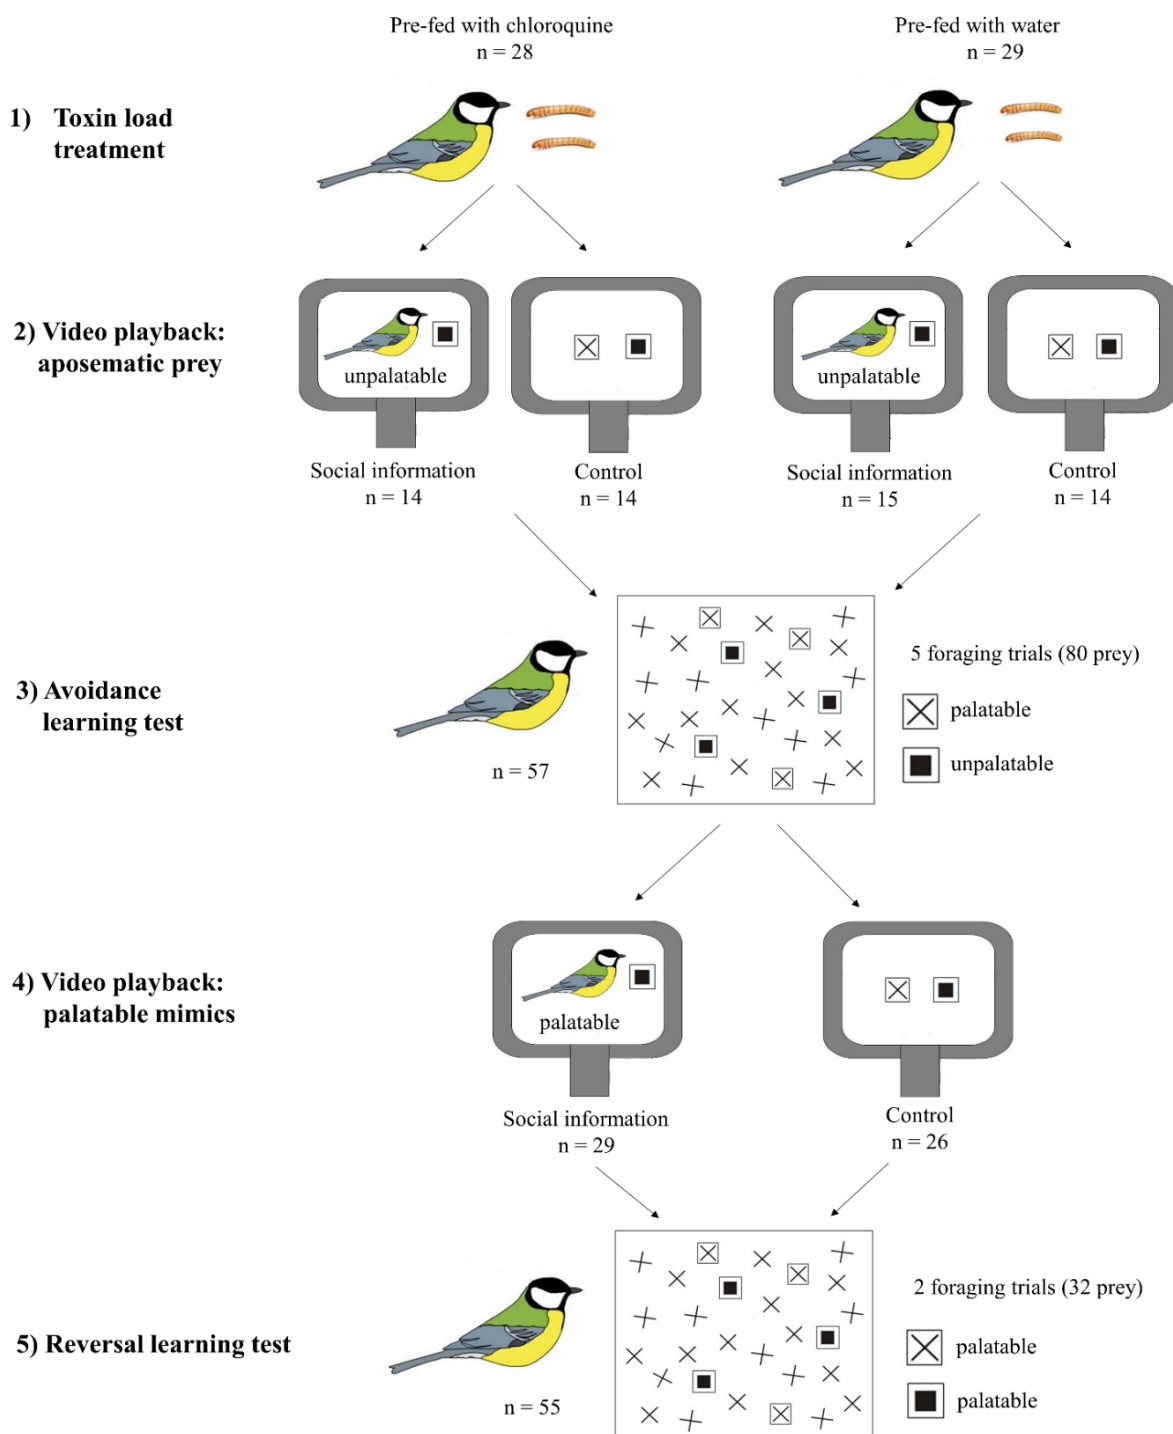 Pre-fed with chloroquine
n = 28
Pre-fed with water
n = 29
1) Toxin load
treatment
2) Video playback:
aposematic prey
unpalatable
unpalatable
Social information
n = 14
Control
n = 14
Social information
n = 15
Control
n = 14
3) Avoidance
learning test
n = 57
5 foraging trials (80 prey)
palatable
unpalatable
4) Video playback:
palatable mimics
palatable
Social information
n = 29
Control
n = 26
5) Reversal learning test
n = 55
2 foraging trials (32 prey)
palatable
palatable